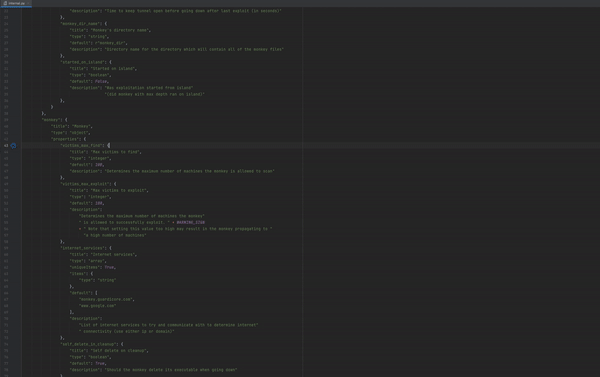 internal.py
"description": "Time to keep tunnel open before going down after last exploit (in seconds)"
},
"monkey_dir_name": {
"title": "Monkey's directory name",
"type": "string",
"default": r"monkey_dir",
"description": "Directory name for the directory which will contain all of the monkey files"
},
"started_on_island": {
"title": "Started on island",
"type": "boolean",
"default": False,
"description": "Was exploitation started from island"
"(did monkey with max depth ran on island)"
},
}
},
"monkey": {
"title": "Monkey",
"type": "object",
"properties": {
"victims_max_find": {
"title": "Max victims to find",
"type": "integer",
"default": 100,
"description": "Determines the maximum number of machines the monkey is allowed to scan"
},
"victims_max_exploit": {
"title": "Max victims to exploit",
"type": "integer",
"default": 100,
"description":
"Determines the maximum number of machines the monkey"
" is allowed to successfully exploit. " + WARNING_SIGN
+ " Note that setting this value too high may result in the monkey propagating to "
"a high number of machines"
},
"internet_services": {
"title": "Internet services",
"type": "array",
"uniqueItems": True,
"items": {
"type": "string"
},
"default": [
"monkey.guardicore.com",
"www.google.com"
],
"description":
"List of internet services to try and communicate with to determine internet"
" connectivity (use either ip or domain)"
},
"self_delete_in_cleanup": {
"title": "Self delete on cleanup",
"type": "boolean",
"default": True,
"description": "Should the monkey delete its executable when going down"